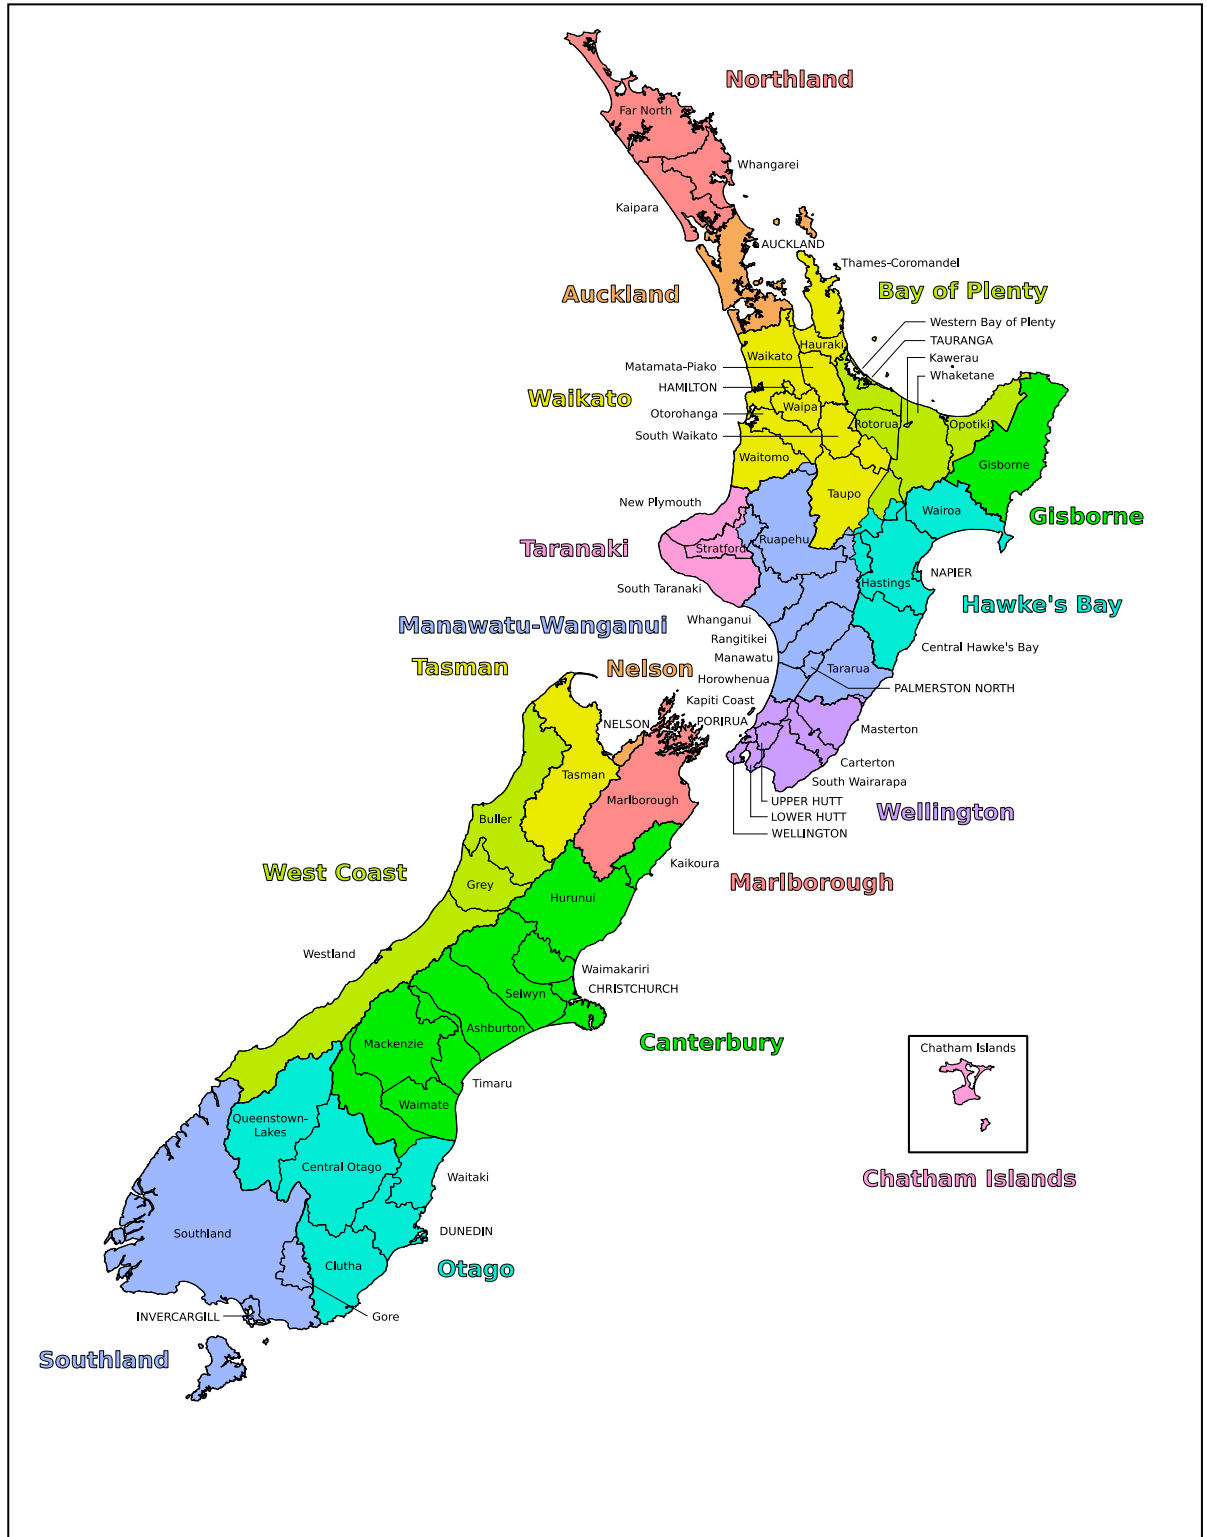 Northland
Far North
Whangarei
Kaipara
AUCKLAND
Thames-Coromandel
Auckland
Bay of Plenty
Western Bay of Plenty
TAURANGA
Kawerau
Whaketane
Hauraki
Waikato
Matamata-Piako
HAMILTON
Waikato
Waipa
Otorohanga
South Waikato
Rotorua
Opotiki
Gisborne
Waitomo
Taupo
New Plymouth
Wairoa
Gisborne
Ruapehu
Taranaki
Stratford
NAPIER
South Taranaki
Hastings
Hawke's Bay
Whanganui
Manawatu-Wanganui
Rangitikei
Central Hawke's Bay
Manawatu
Tararua
Tasman
Nelson
Horowhenua
PALMERSTON NORTH
Kapiti Coast
NELSON
PORIRUA
Masterton
Carterton
Tasman
South Wairarapa
Marlborough
UPPER HUTT
LOWER HUTT
WELLINGTON
Wellington
Buller
Kaikoura
West Coast
Marlborough
Grey
Hurunui
Westland
Waimakariri
CHRISTCHURCH
Selwyn
Ashburton
Canterbury
Mackenzie
Chatham Islands
Timaru
Waimate
Queenstown-
Lakes
Central Otago
Waitaki
Chatham Islands
Southland
DUNEDIN
Clutha
Otago
INVERCARGILL
Gore
Southland